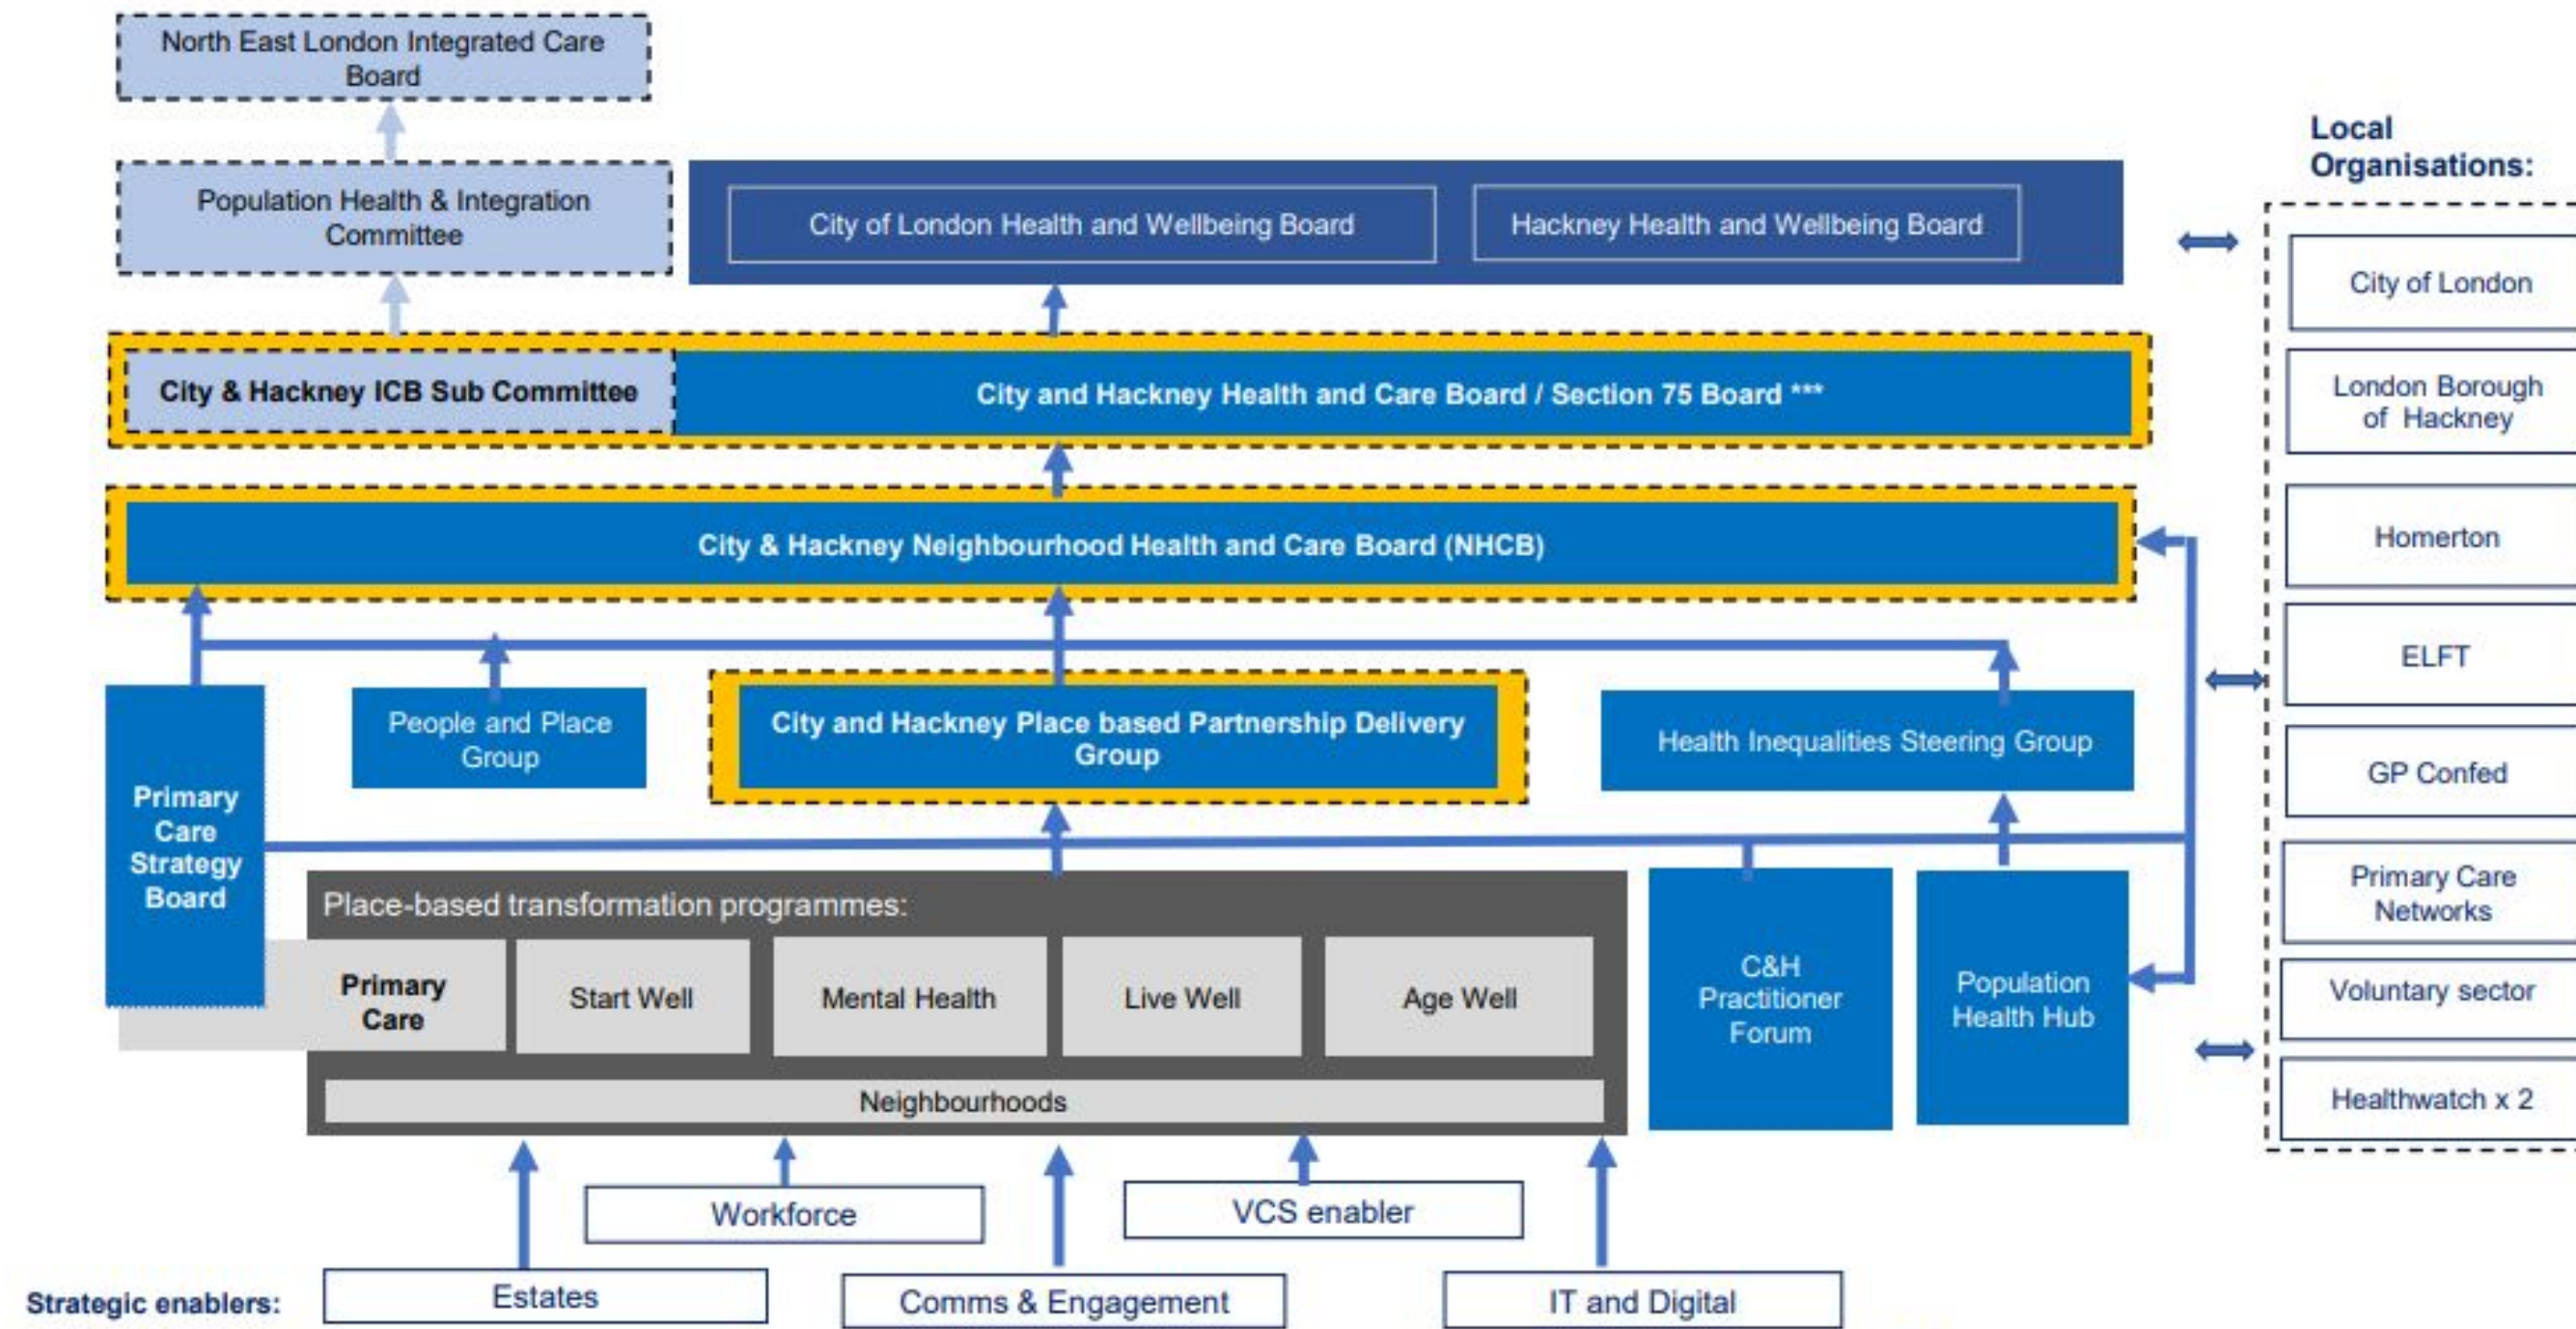 North East London Integrated Care
Board
Population Health & Integration
Committee
City of London Health and Wellbeing Board
Hackney Health and Wellbeing Board
City & Hackney ICB Sub Committee
City and Hackney Health and Care Board / Section 75 Board ***
City & Hackney Neighbourhood Health and Care Board (NHCB)
People and Place
Group
City and Hackney Place based Partnership Delivery
Group
Health Inequalities Steering Group
Primary
Care
Strategy
Board
Place-based transformation programmes:
Primary
Care
Start Well
Mental Health
Live Well
Age Well
Neighbourhoods
C&H
Practitioner
Forum
Population
Health Hub
Workforce
VCS enabler
Strategic enablers:
Estates
Comms & Engagement
IT and Digital
Local
Organisations:
City of London
London Borough
of Hackney
Homerton
ELFT
GP Confed
Primary Care
Networks
Voluntary sector
Healthwatch x 2